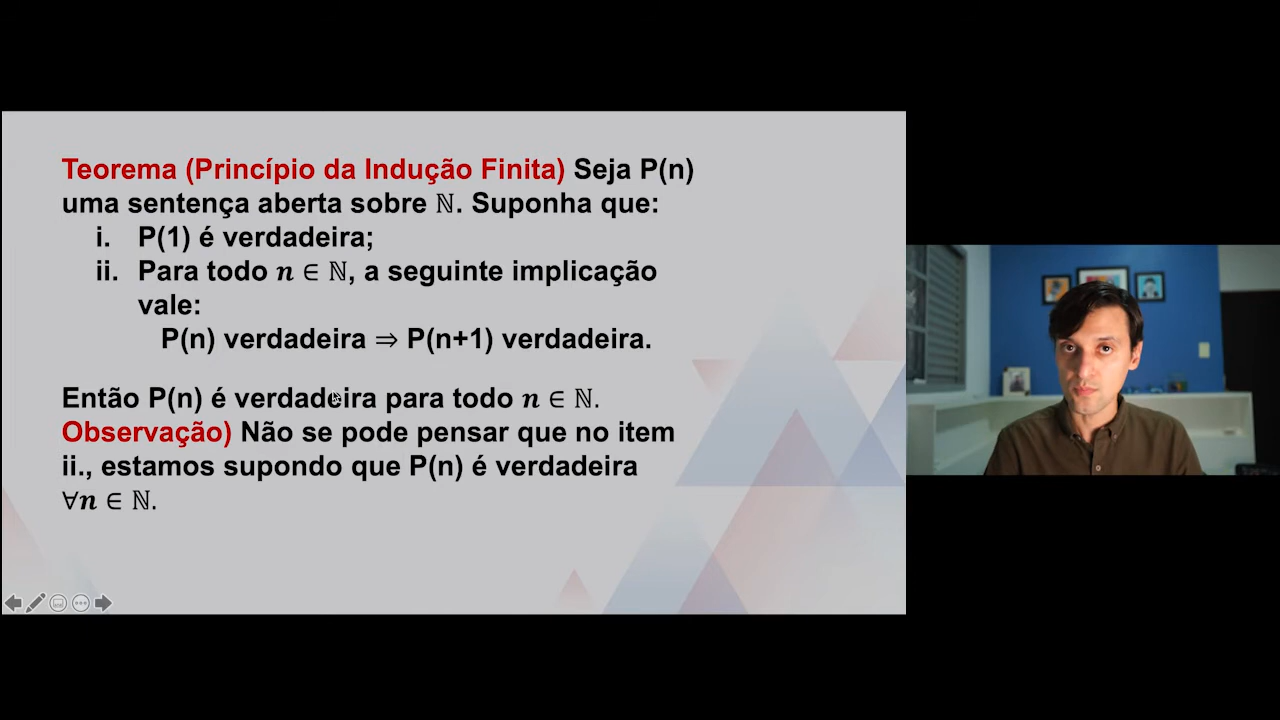 Teorema (Princípio da Indução Finita) Seja P(n)
uma sentença aberta sobre ℕ. Suponha que:
i. P(1) é verdadeira;
ii. Para todo n ∈ ℕ, a seguinte implicação
vale:
P(n) verdadeira ⇒ P(n+1) verdadeira.
Então P(n) é verdadeira para todo n ∈ ℕ.
Observação) Não se pode pensar que no item
ii., estamos supondo que P(n) é verdadeira
∀n ∈ ℕ.